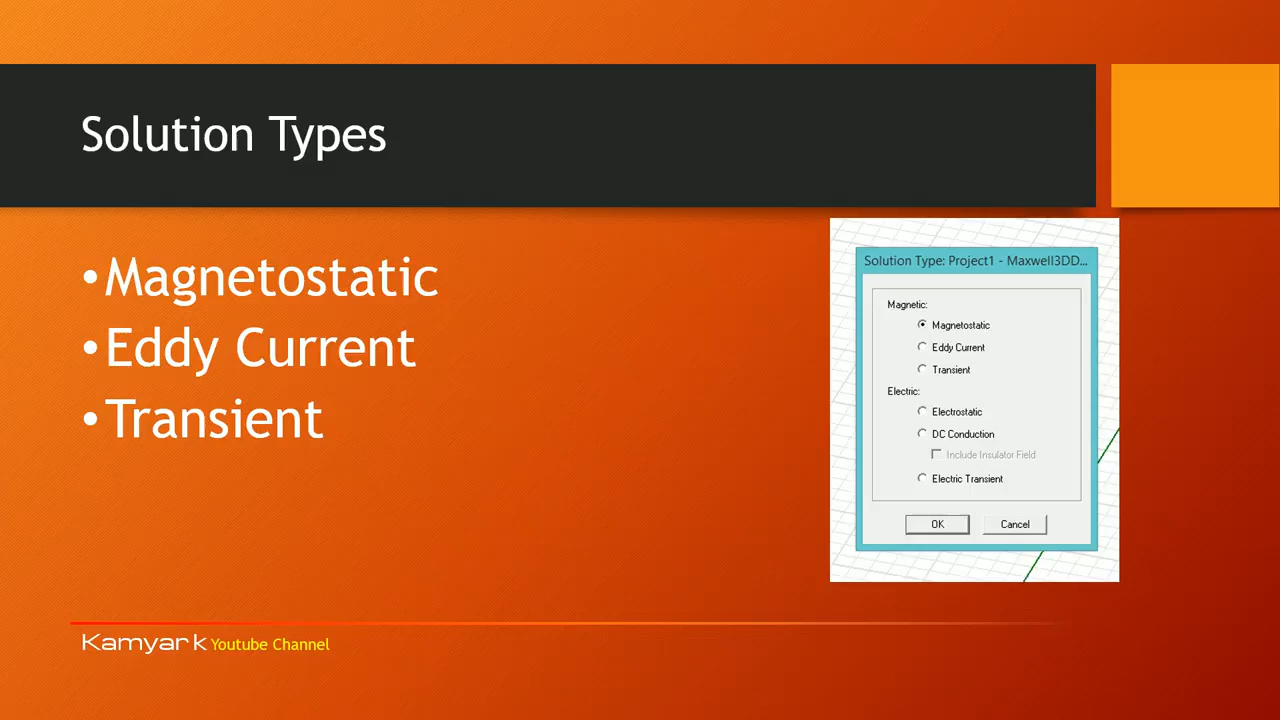 Solution Types
•Magnetostatic
•Eddy Current
•Transient
Solution Type: Project1 - Maxwell3DD...
Magnetic:
Magnetostatic
Eddy Current
Transient
Electric:
Electrostatic
DC Conduction
Include Insulator Field
Electric Transient
OK Cancel
Kamyar k Youtube Channel